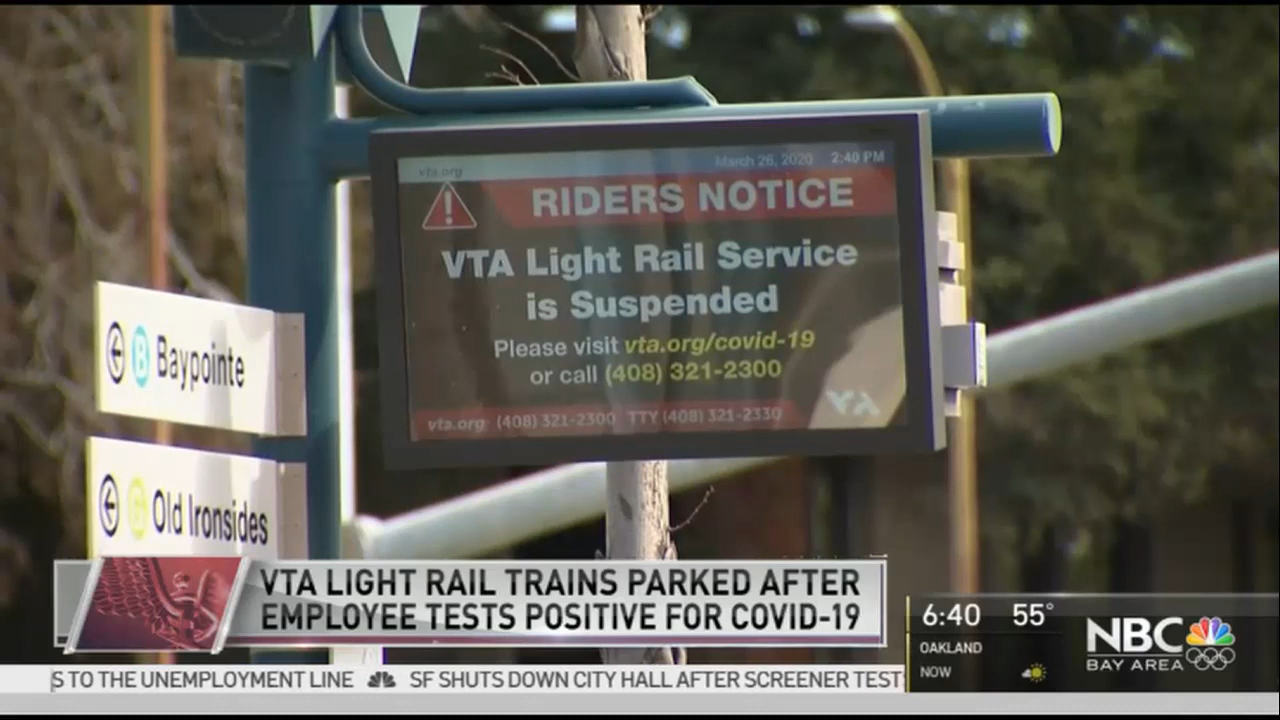 vta.org March 26, 2020 2:40 PM
RIDERS NOTICE
VTA Light Rail Service
is Suspended
Please visit vta.org/covid-19
or call (408) 321-2300
vta.org (408) 321-2300 TTY (408) 321-2330
VTA
B Baypointe
Old Ironsides
VTA LIGHT RAIL TRAINS PARKED AFTER
EMPLOYEE TESTS POSITIVE FOR COVID-19
6:40 55°
OAKLAND
NOW
NBC
BAY AREA
S TO THE UNEMPLOYMENT LINE SF SHUTS DOWN CITY HALL AFTER SCREENER TEST